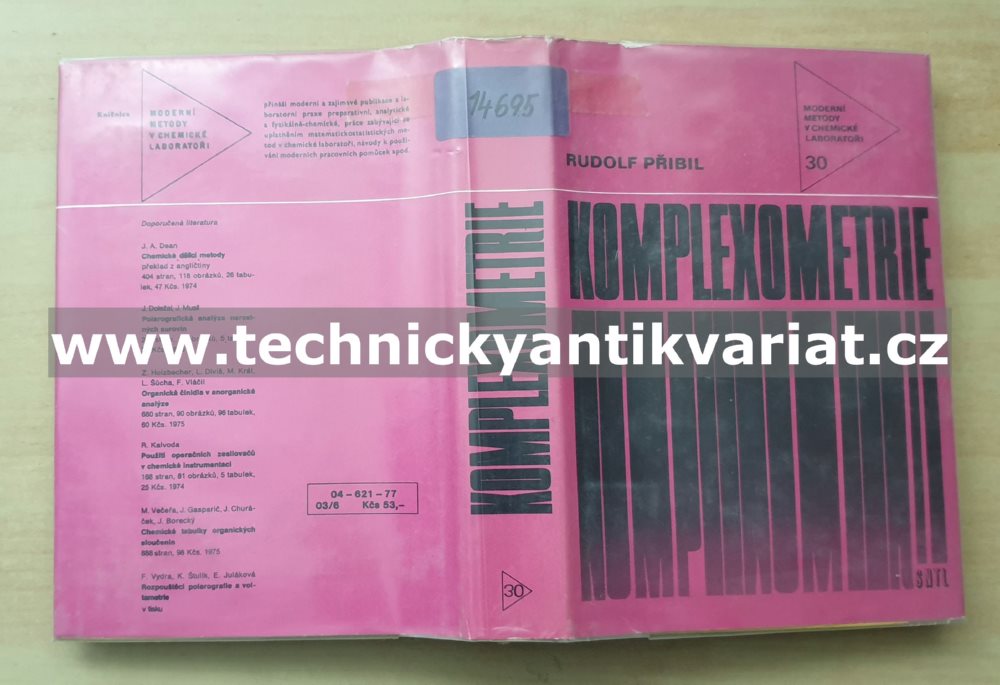 Knižnice
MODERNÍ
METODY
V CHEMICKÉ
LABORATOŘI
přináší moderní a zajímavé publikace z la-
boratorní praxe preparativní, analytické
a fyzikálně-chemické, práce zabývající se
uplatněním matematickostatistických me-
tod v chemické laboratoři, návody k použí-
vání moderních pracovních pomůcek apod.
Doporučená literatura
J. A. Dean
Chemické dělicí metody
překlad z angličtiny
404 stran, 118 obrázků, 26 tabu-
lek, 47 Kčs. 1974
J. Doležal, J. Musil
Polarografická analýza nerost-
ných surovin
Z. Holzbecher, L. Diviš, M. Král,
L. Šůcha, F. Vláčil
Organická činidla v anorganické
analýze
680 stran, 90 obrázků, 96 tabulek,
60 Kčs. 1975
R. Kalvoda
Použití operačních zesilovačů
v chemické instrumentaci
168 stran, 81 obrázků, 5 tabulek,
25 Kčs. 1974
M. Večeřa, J. Gasparič, J. Churá-
ček, J. Borecký
Chemické tabulky organických
sloučenin
888 stran, 98 Kčs. 1975
F. Vydra, K. Štulík, E. Juláková
Rozpouštěcí polarografie a vol-
tametrie
v tisku
04–621–77
03/6 Kčs 53,–
14695
KOMPLEXOMETRIE
30
RUDOLF PŘIBIL
MODERNÍ
METODY
V CHEMICKÉ
LABORATOŘI
30
KOMPLEXOMETRIE
SNTL
www.technickyantikvariat.cz